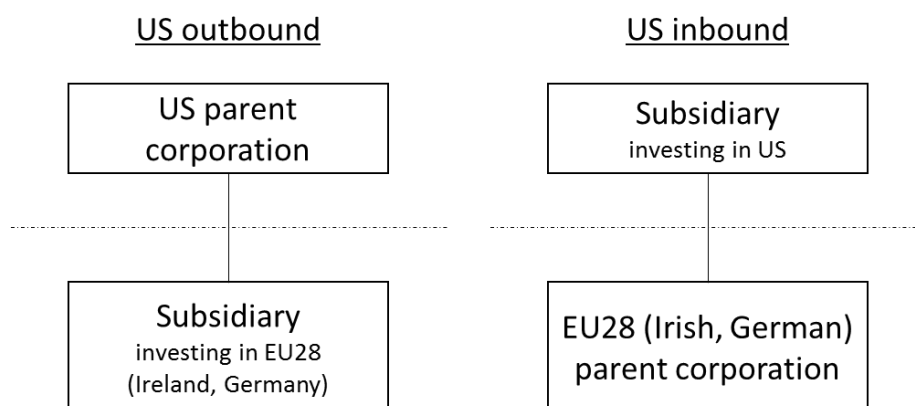 US outbound
US inbound
US parent
corporation
Subsidiary
investing in US
Subsidiary
investing in EU28
(Ireland, Germany)
EU28 (Irish, German)
parent corporation